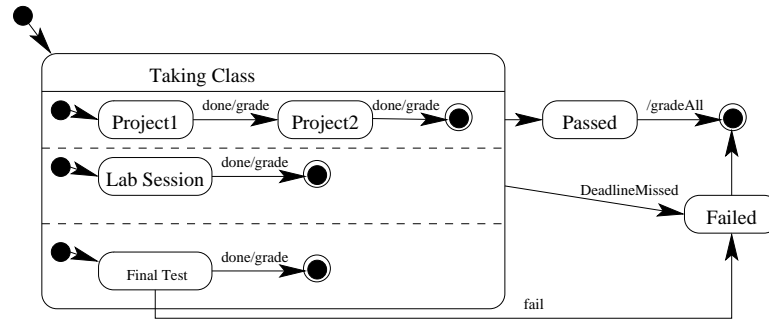 Taking Class
done/grade
done/grade
/gradeAll
Project1
Project2
Passed
done/grade
Lab Session
DeadlineMissed
Failed
done/grade
Final Test
fail